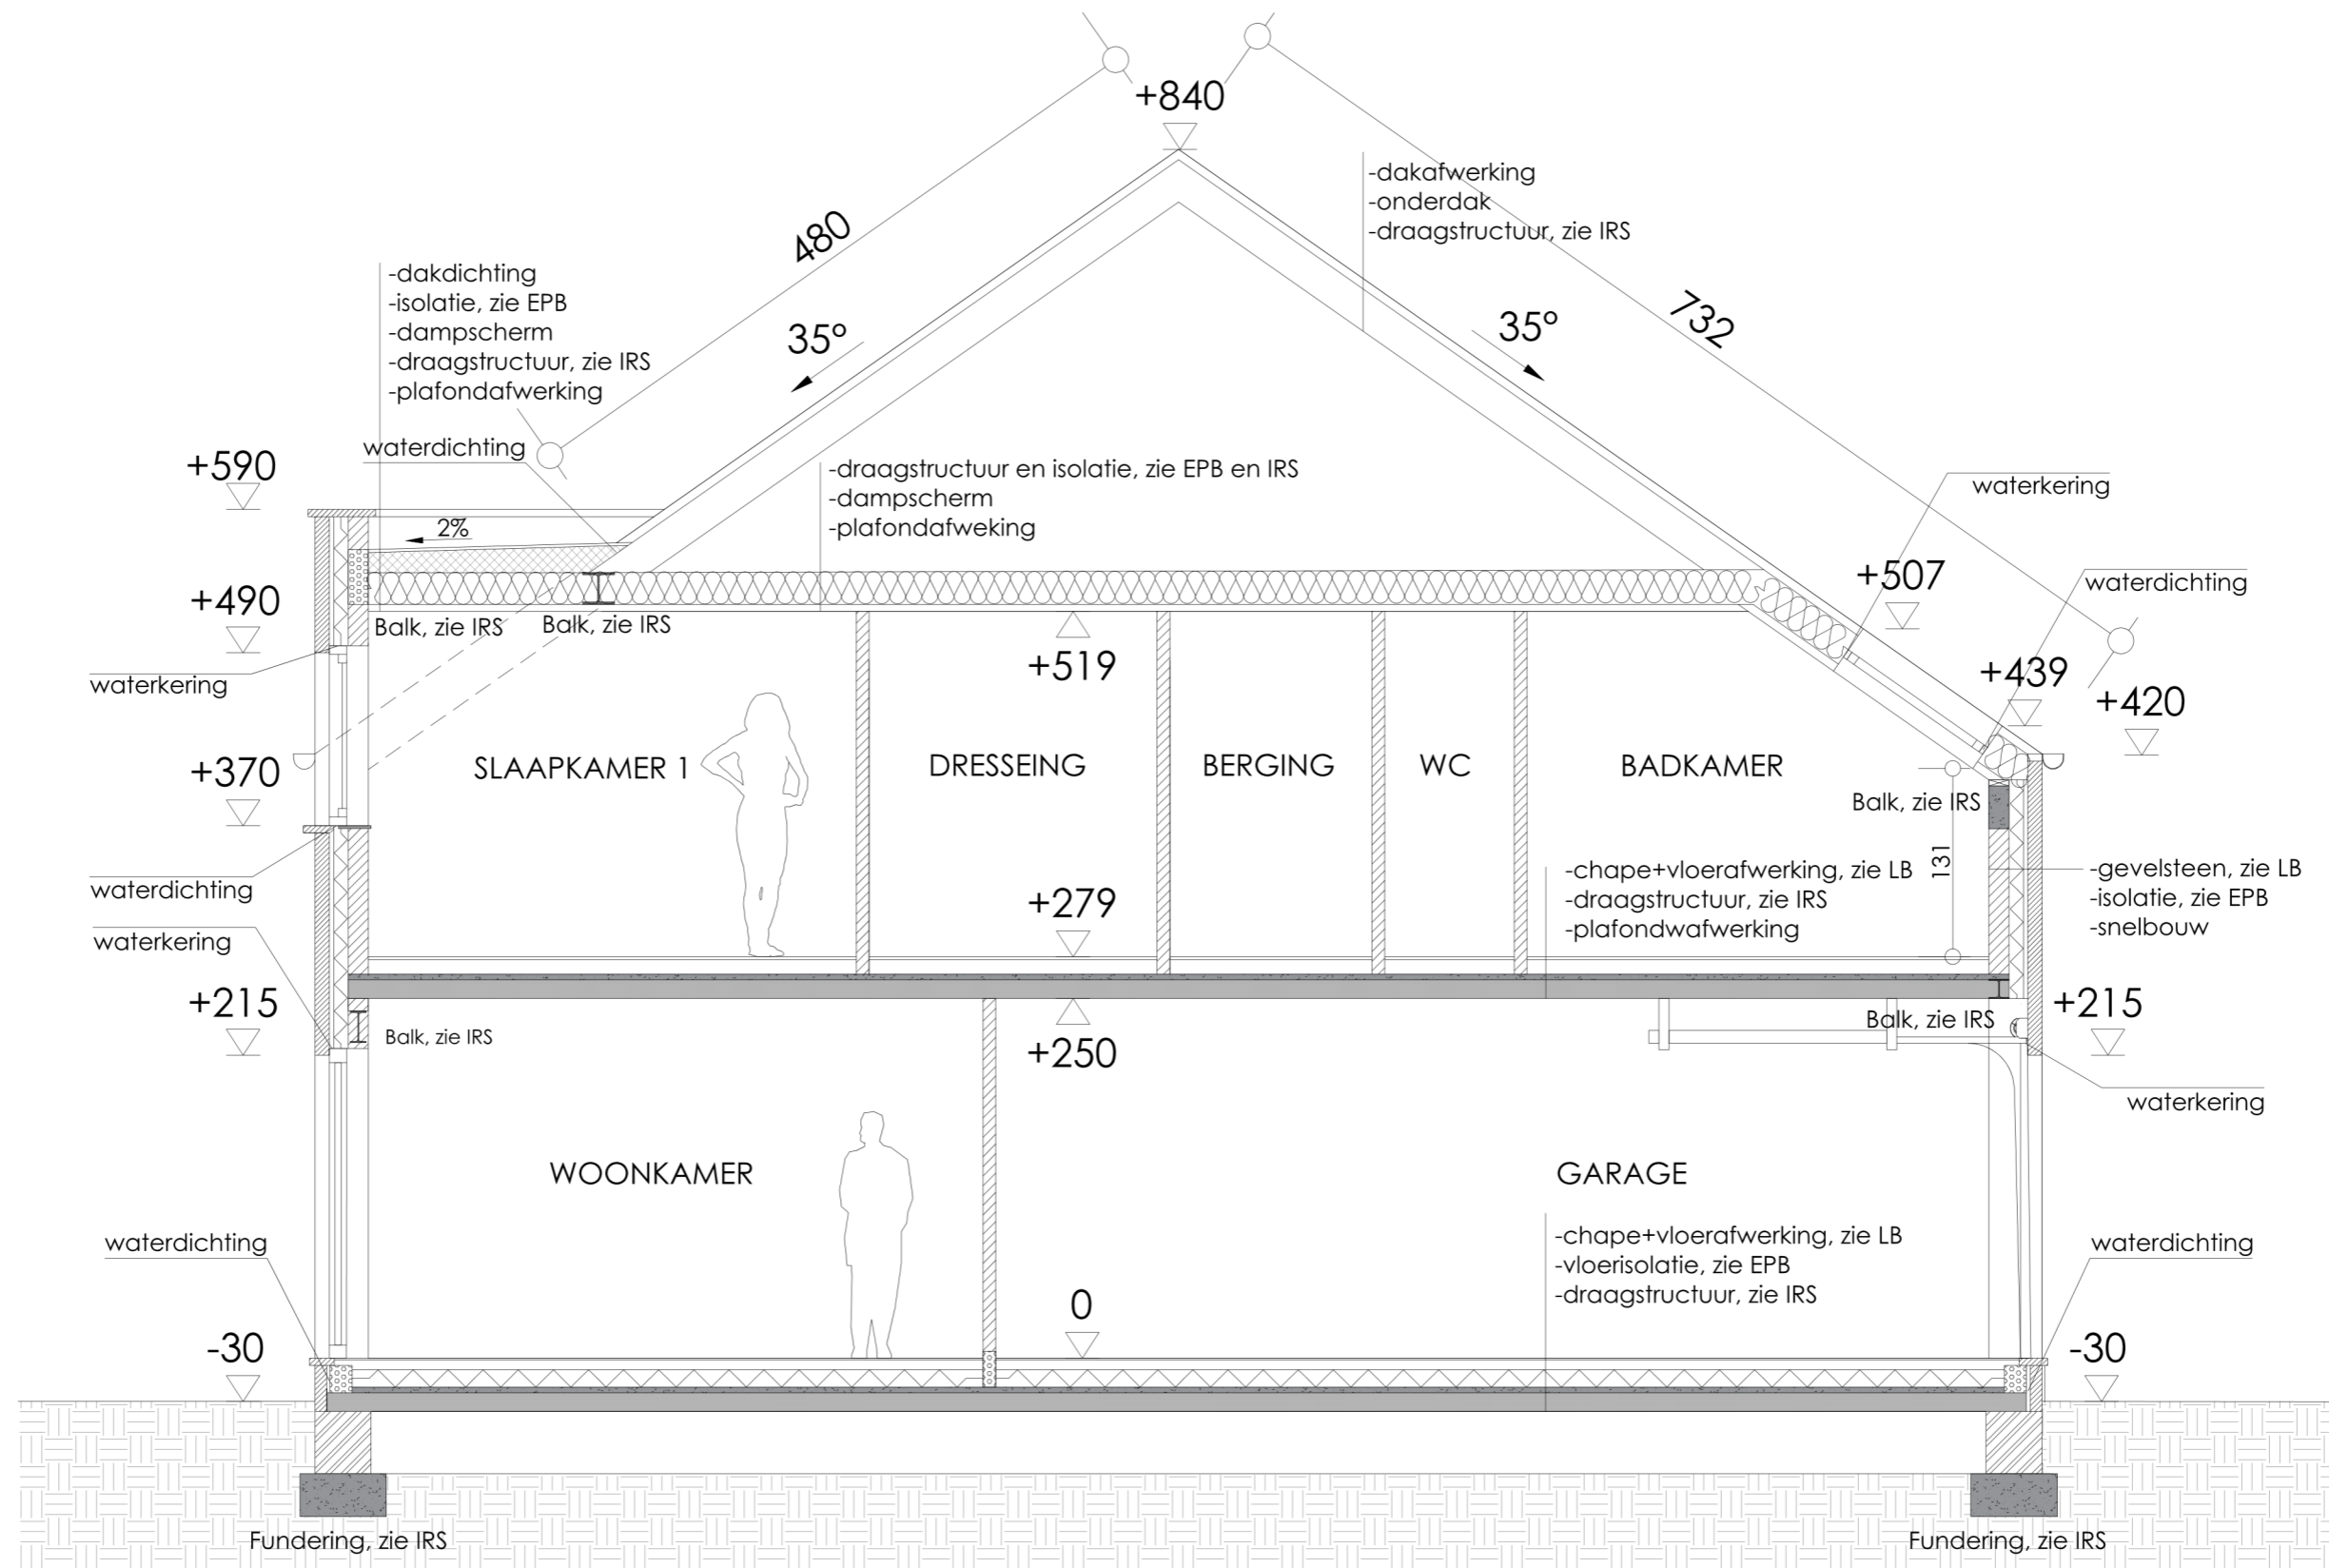 +840
-dakafwerking
-onderdak
-draagstructuur, zie IRS
480
732
35°
35°
-dakdichting
-isolatie, zie EPB
-dampscherm
-draagstructuur, zie IRS
-plafondafwerking
waterdichting
+590
-draagstructuur en isolatie, zie EPB en IRS
-dampscherm
-plafondafweking
waterkering
2%
+507
waterdichting
+490
Balk, zie IRS
Balk, zie IRS
+519
+439
+420
waterkering
+370
SLAAPKAMER 1
DRESSEING
BERGING
WC
BADKAMER
Balk, zie IRS
131
waterdichting
-chape+vloerafwerking, zie LB
-draagstructuur, zie IRS
-plafondwafwerking
-gevelsteen, zie LB
-isolatie, zie EPB
-snelbouw
+279
waterkering
+215
Balk, zie IRS
+250
Balk, zie IRS
+215
waterkering
WOONKAMER
GARAGE
-chape+vloerafwerking, zie LB
-vloerisolatie, zie EPB
-draagstructuur, zie IRS
waterdichting
waterdichting
0
-30
-30
Fundering, zie IRS
Fundering, zie IRS